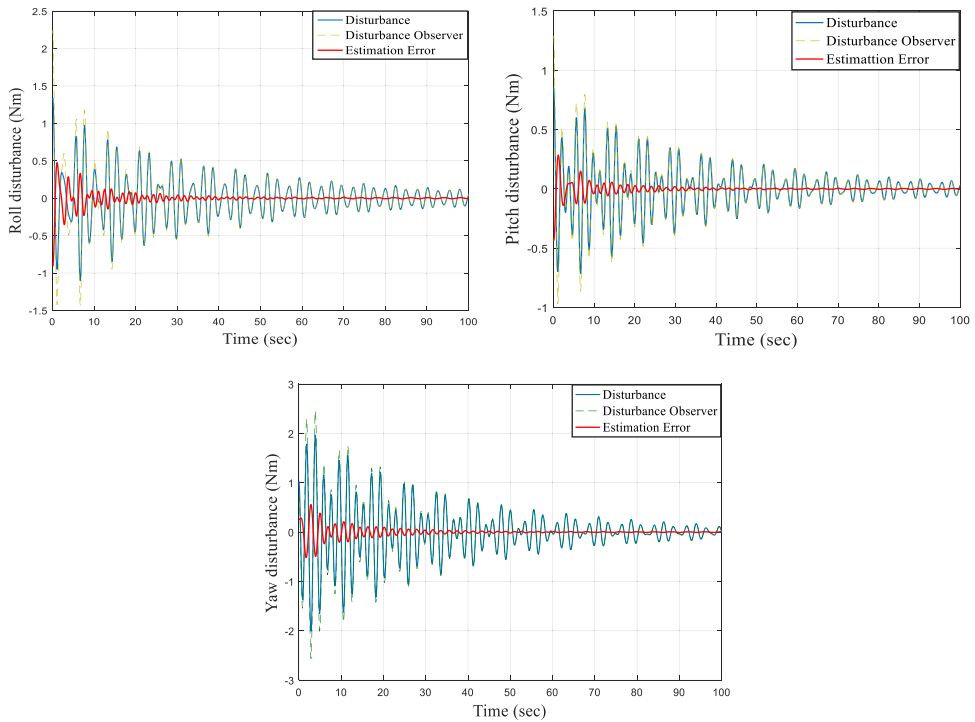 Roll disturbance (Nm)
2.5
2
1.5
1
0.5
0
-0.5
-1
-1.5
Disturbance
Disturbance Observer
Estimation Error
0 10 20 30 40 50 60 70 80 90 100
Time (sec)
Pitch disturbance (Nm)
1.5
1
0.5
0
-0.5
-1
Disturbance
Disturbance Observer
Estimattion Error
0 10 20 30 40 50 60 70 80 90 100
Time (sec)
Yaw disturbance (Nm)
3
2
1
0
-1
-2
-3
Disturbance
Disturbance Observer
Estimation Error
0 10 20 30 40 50 60 70 80 90 100
Time (sec)